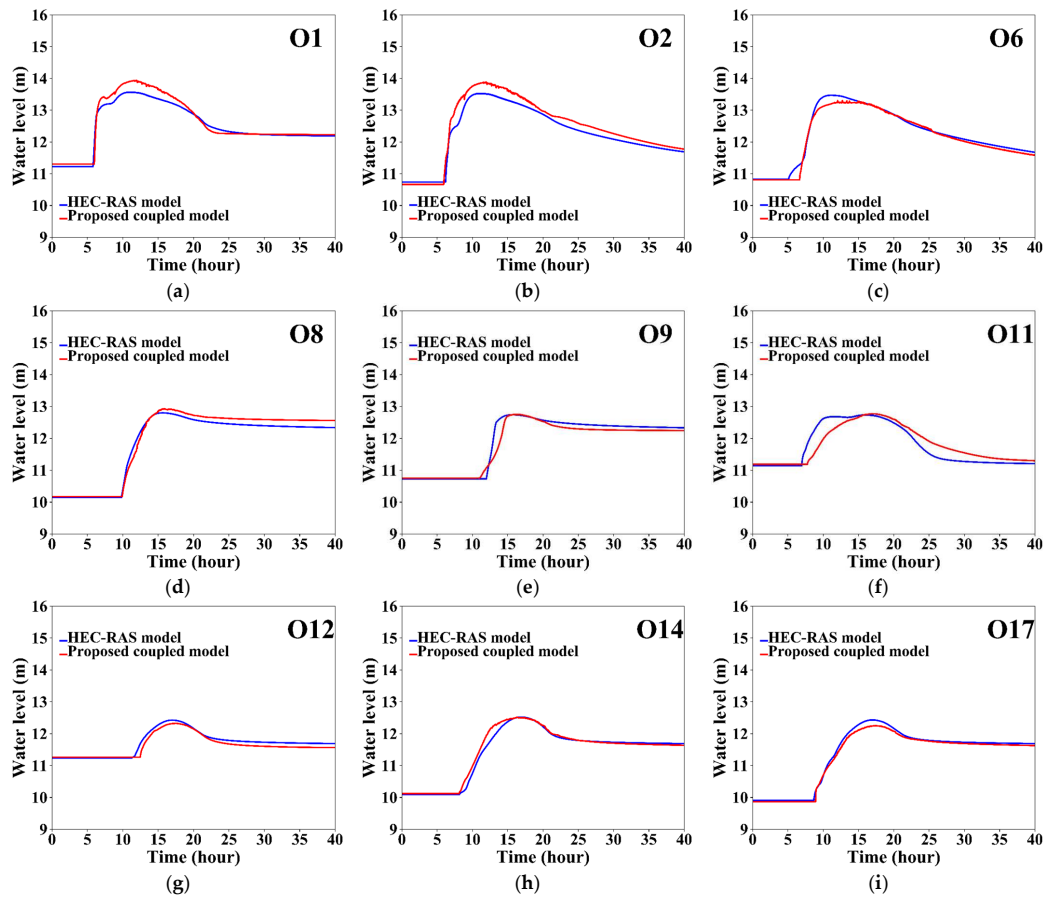 16
15
14
13
12
11
10
9
Water level (m)
O1
HEC-RAS model
Proposed coupled model
0 5 10 15 20 25 30 35 40
Time (hour)
(a)
16
15
14
13
12
11
10
9
Water level (m)
O2
HEC-RAS model
Proposed coupled model
0 5 10 15 20 25 30 35 40
Time (hour)
(b)
16
15
14
13
12
11
10
9
Water level (m)
O6
HEC-RAS model
Proposed coupled model
0 5 10 15 20 25 30 35 40
Time (hour)
(c)
16
15
14
13
12
11
10
9
Water level (m)
O8
HEC-RAS model
Proposed coupled model
0 5 10 15 20 25 30 35 40
Time (hour)
(d)
16
15
14
13
12
11
10
9
Water level (m)
O9
HEC-RAS model
Proposed coupled model
0 5 10 15 20 25 30 35 40
Time (hour)
(e)
16
15
14
13
12
11
10
9
Water level (m)
O11
HEC-RAS model
Proposed coupled model
0 5 10 15 20 25 30 35 40
Time (hour)
(f)
16
15
14
13
12
11
10
9
Water level (m)
O12
HEC-RAS model
Proposed coupled model
0 5 10 15 20 25 30 35 40
Time (hour)
(g)
16
15
14
13
12
11
10
9
Water level (m)
O14
HEC-RAS model
Proposed coupled model
0 5 10 15 20 25 30 35 40
Time (hour)
(h)
16
15
14
13
12
11
10
9
Water level (m)
O17
HEC-RAS model
Proposed coupled model
0 5 10 15 20 25 30 35 40
Time (hour)
(i)